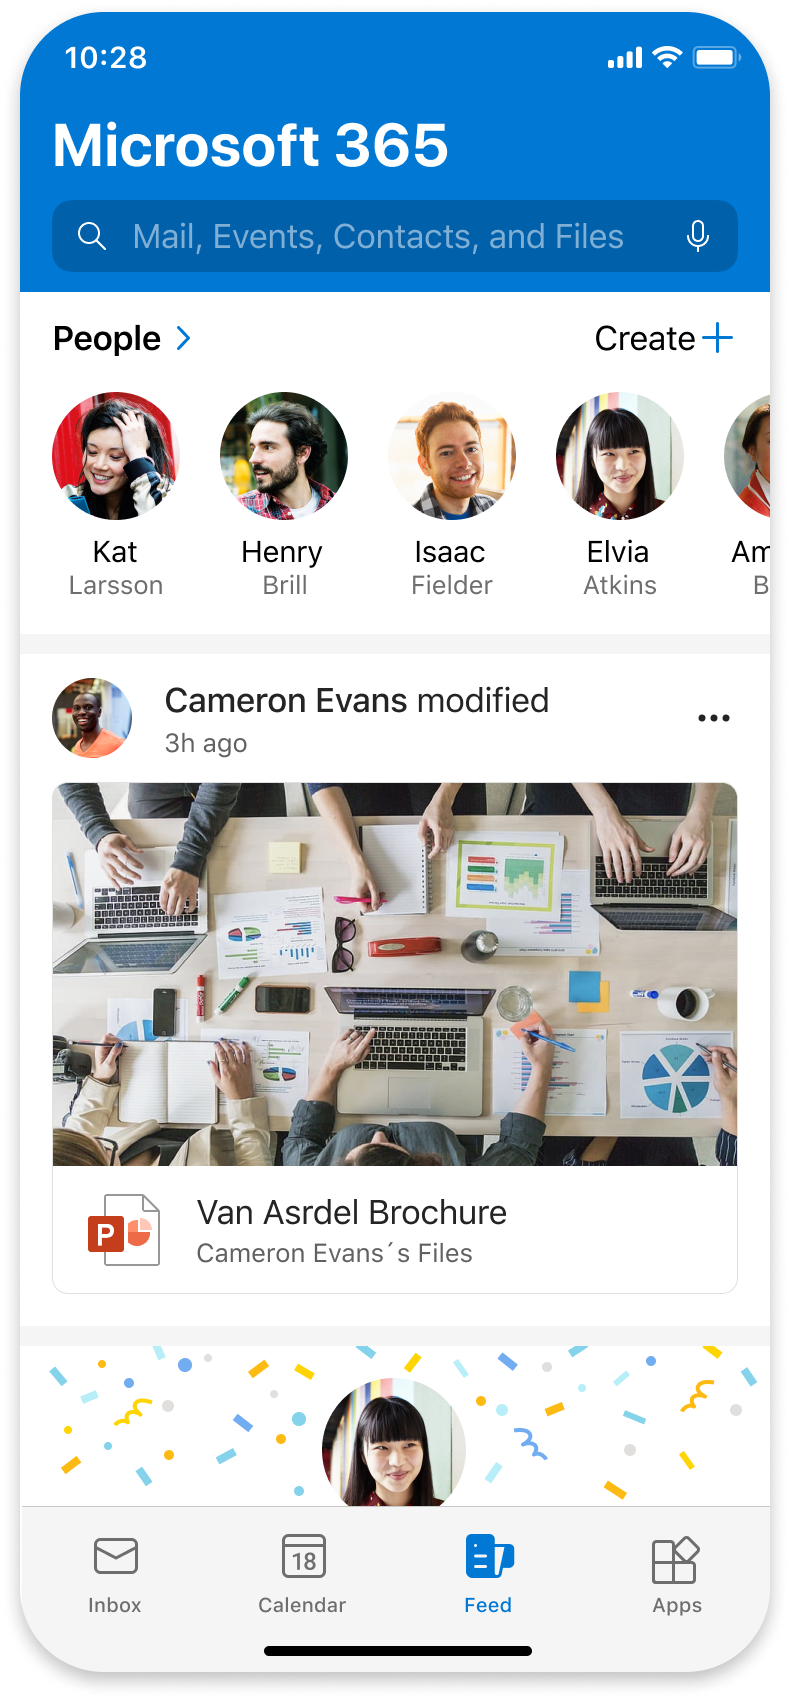 10:28
Microsoft 365
Mail, Events, Contacts, and Files
People
Create
Kat
Larsson
Henry
Brill
Isaac
Fielder
Elvia
Atkins
Cameron Evans modified
3h ago
P
Van Asrdel Brochure
Cameron Evans´s Files
18
Inbox
Calendar
Feed
Apps